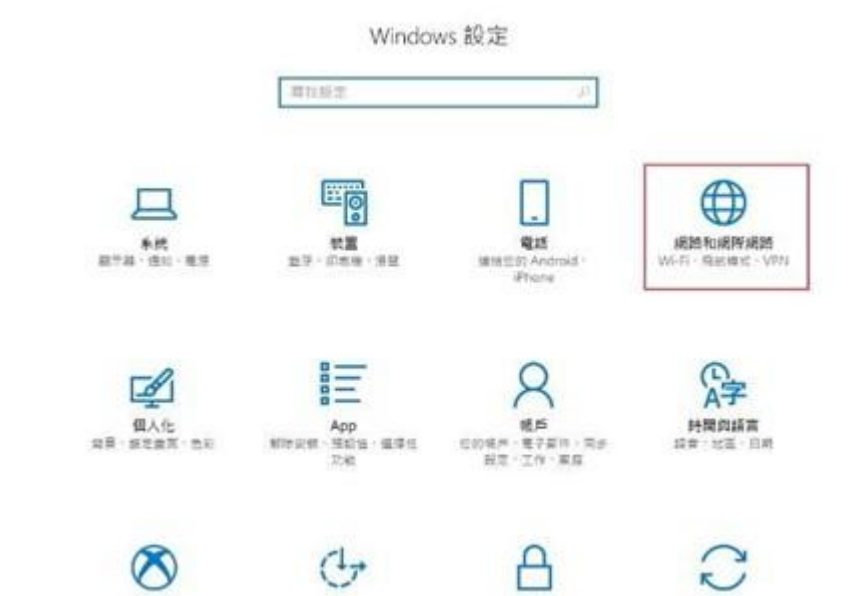 Windows 設定
尋找設定
系統
裝置
電話
網路和網際網路
顯示器、通知、電源
藍牙、印表機、滑鼠
連結您的 Android、
iPhone
Wi-Fi、飛航模式、VPN
個人化
App
帳戶
時間與語言
背景、鎖定畫面、色彩
解除安裝、預設值、選擇性
功能
您的帳戶、電子郵件、同步
設定、工作、家庭
語音、地區、日期